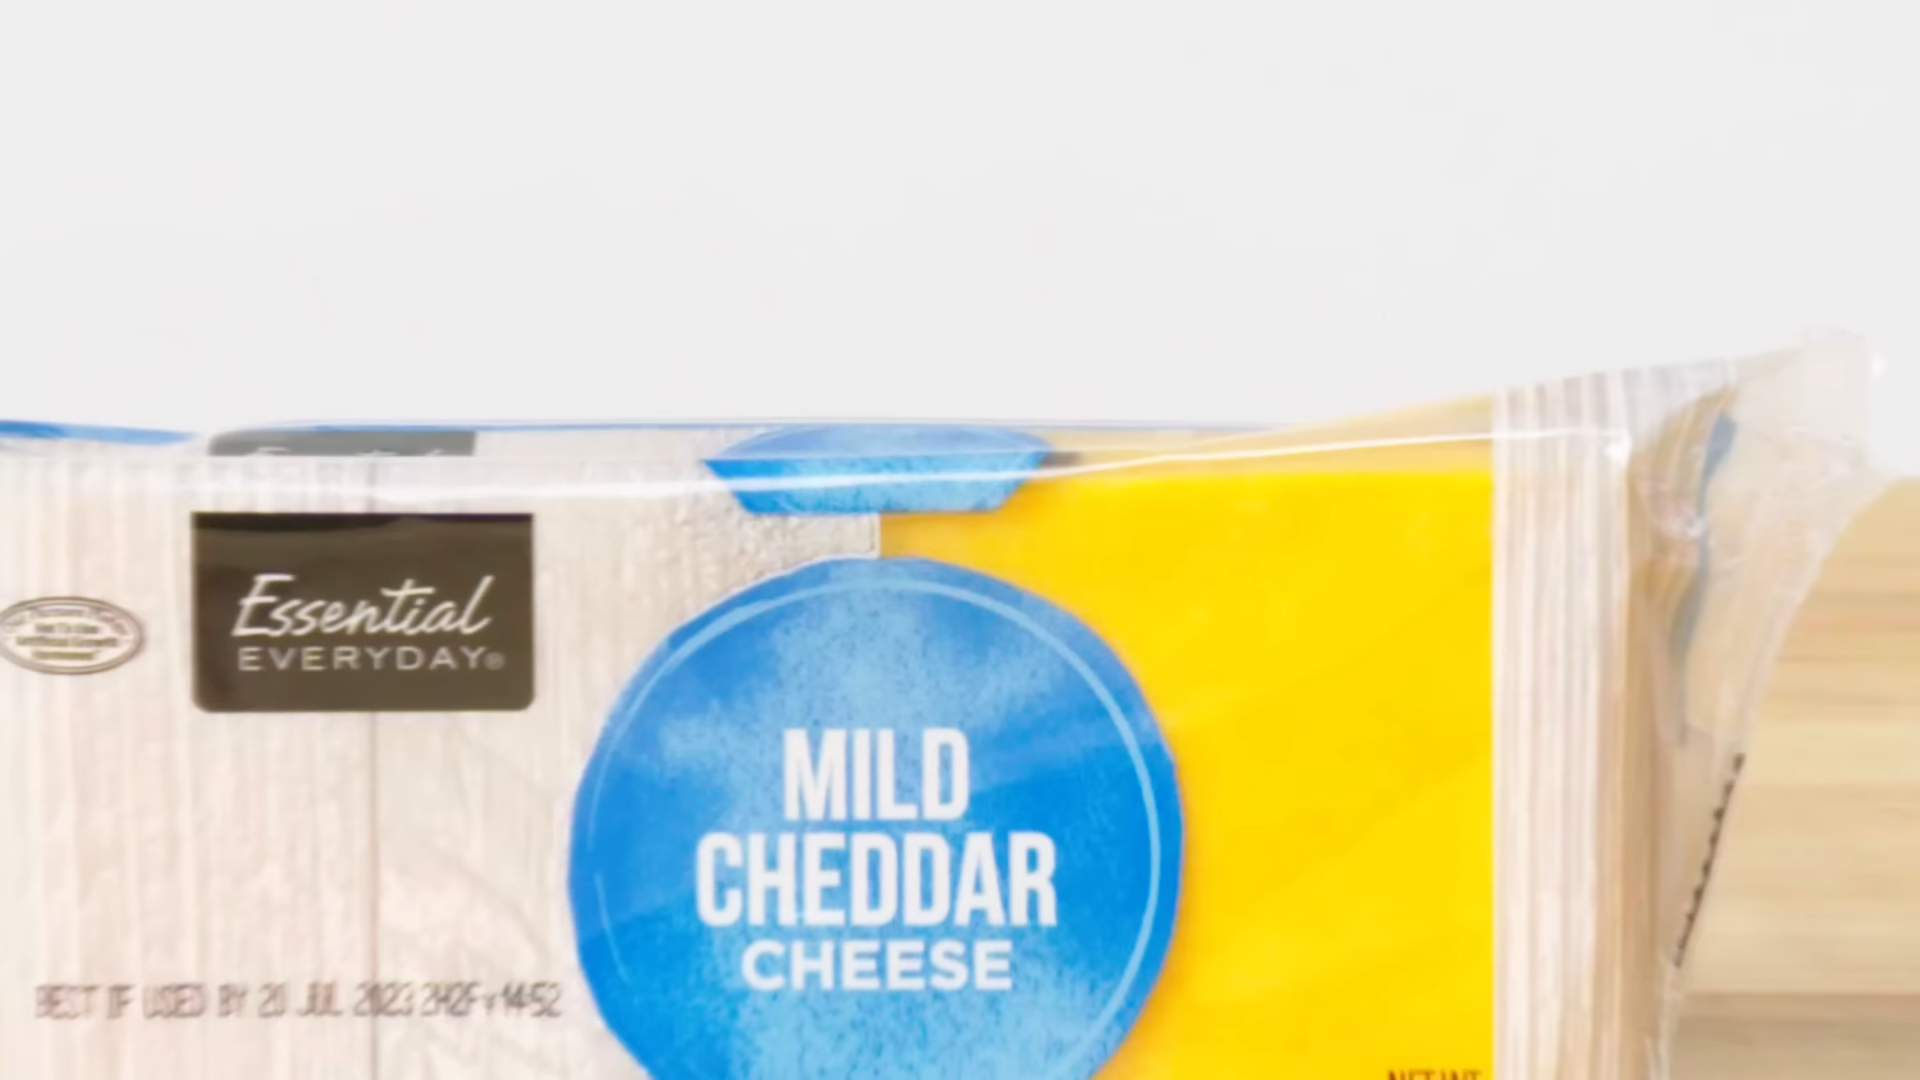 Essential
EVERYDAY®
MILD
CHEDDAR
CHEESE
BEST IF USED BY 20 JUL 2023